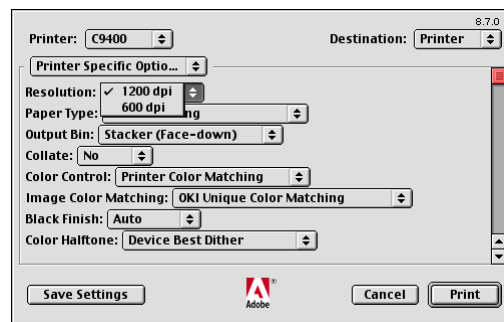 8.7.0
Printer: C9400 Destination: Printer
Printer Specific Optio...
Resolution: ✓ 1200 dpi
600 dpi
Paper Type: ng
Output Bin: Stacker (Face-down)
Collate: No
Color Control: Printer Color Matching
Image Color Matching: OKI Unique Color Matching
Black Finish: Auto
Color Halftone: Device Best Dither
Save Settings Adobe Cancel Print